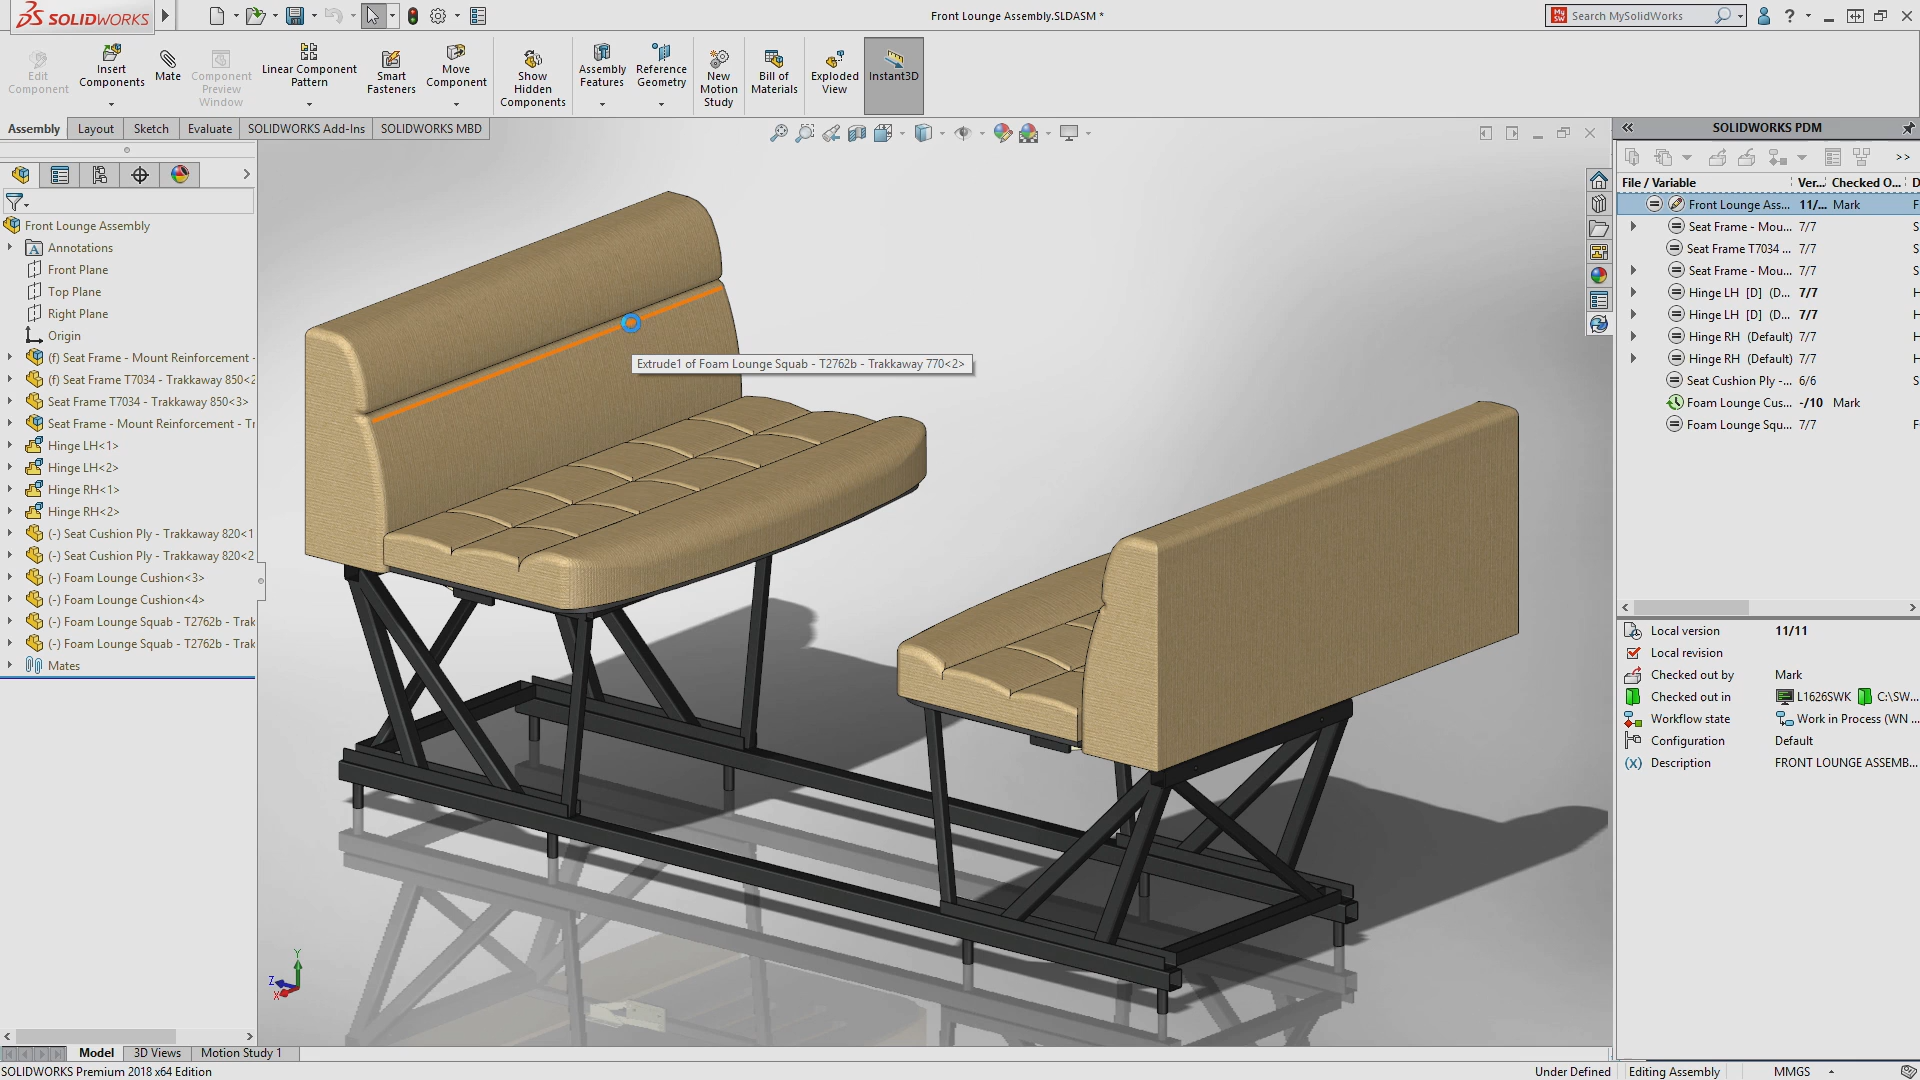 SOLIDWORKS
Front Lounge Assembly.SLDASM *
Search MySolidWorks
Edit Component
Insert Components
Mate
Component Preview Window
Linear Component Pattern
Smart Fasteners
Move Component
Show Hidden Components
Assembly Features
Reference Geometry
New Motion Study
Bill of Materials
Exploded View
Instant3D
Assembly
Layout
Sketch
Evaluate
SOLIDWORKS Add-Ins
SOLIDWORKS MBD
Front Lounge Assembly
Annotations
Front Plane
Top Plane
Right Plane
Origin
(f) Seat Frame - Mount Reinforcement -
(f) Seat Frame T7034 - Trakkaway 850<2
Seat Frame T7034 - Trakkaway 850<3>
Seat Frame - Mount Reinforcement - Tr
Hinge LH<1>
Hinge LH<2>
Hinge RH<1>
Hinge RH<2>
(-) Seat Cushion Ply - Trakkaway 820<1
(-) Seat Cushion Ply - Trakkaway 820<2
(-) Foam Lounge Cushion<3>
(-) Foam Lounge Cushion<4>
(-) Foam Lounge Squab - T2762b - Trak
(-) Foam Lounge Squab - T2762b - Trak
Mates
Extrude1 of Foam Lounge Squab - T2762b - Trakkaway 770<2>
Y
Z
X
SOLIDWORKS PDM
>>
File / Variable Ver... Checked O... D
Front Lounge Ass... 11/... Mark F
Seat Frame - Mou... 7/7 S
Seat Frame T7034 ... 7/7 S
Seat Frame - Mou... 7/7 S
Hinge LH [D] (D... 7/7 H
Hinge LH [D] (D... 7/7 H
Hinge RH (Default) 7/7 H
Hinge RH (Default) 7/7 H
Seat Cushion Ply -... 6/6 S
Foam Lounge Cus... -/10 Mark
Foam Lounge Squ... 7/7 F
Local version 11/11
Local revision
Checked out by Mark
Checked out in L1626SWK C:\SW...
Workflow state Work in Process (WN ...
Configuration Default
(x) Description FRONT LOUNGE ASSEMB...
Model
3D Views
Motion Study 1
SOLIDWORKS Premium 2018 x64 Edition
Under Defined
Editing Assembly
MMGS